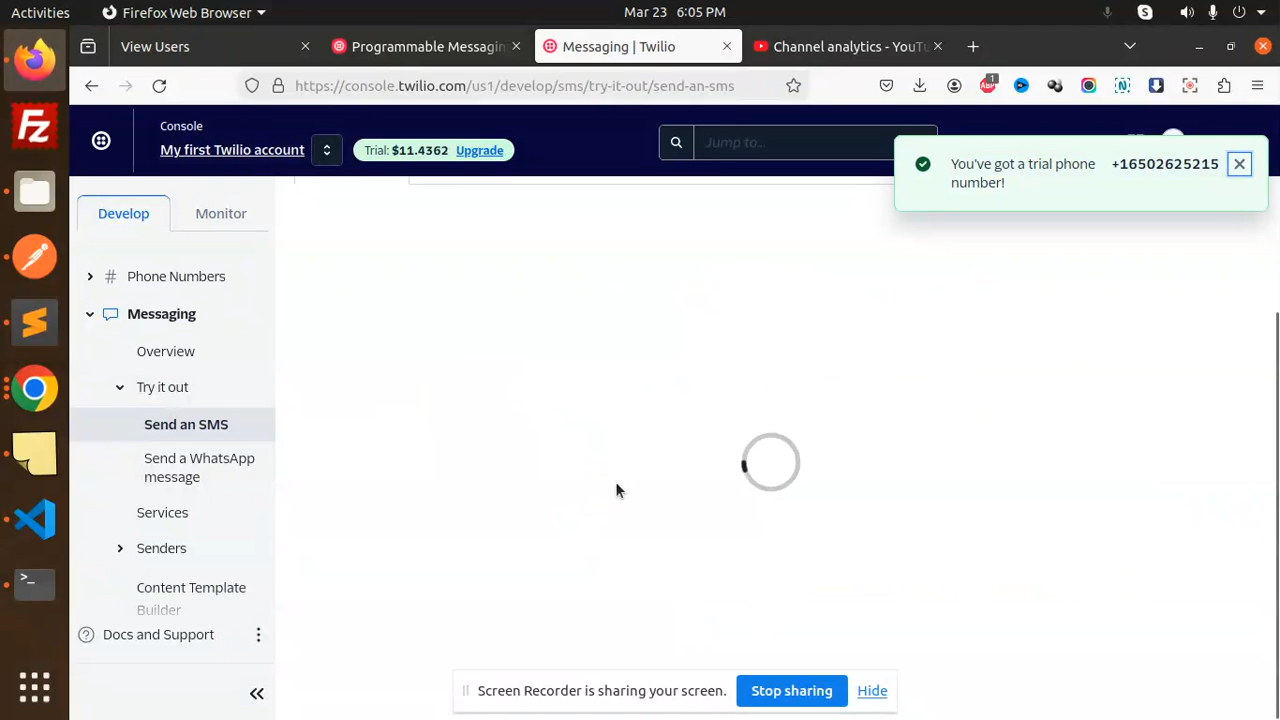 Activities
Firefox Web Browser
Mar 23 6:05 PM
View Users
Programmable Messagin
Messaging | Twilio
Channel analytics - YouTu
https://console.twilio.com/us1/develop/sms/try-it-out/send-an-sms
1
ABP
Console
My first Twilio account
Trial: $11.4362 Upgrade
Jump to...
You've got a trial phone number!
+16502625215
Develop
Monitor
# Phone Numbers
Messaging
Overview
Try it out
Send an SMS
Send a WhatsApp
message
Services
Senders
Content Template
Builder
Docs and Support
Screen Recorder is sharing your screen.
Stop sharing
Hide